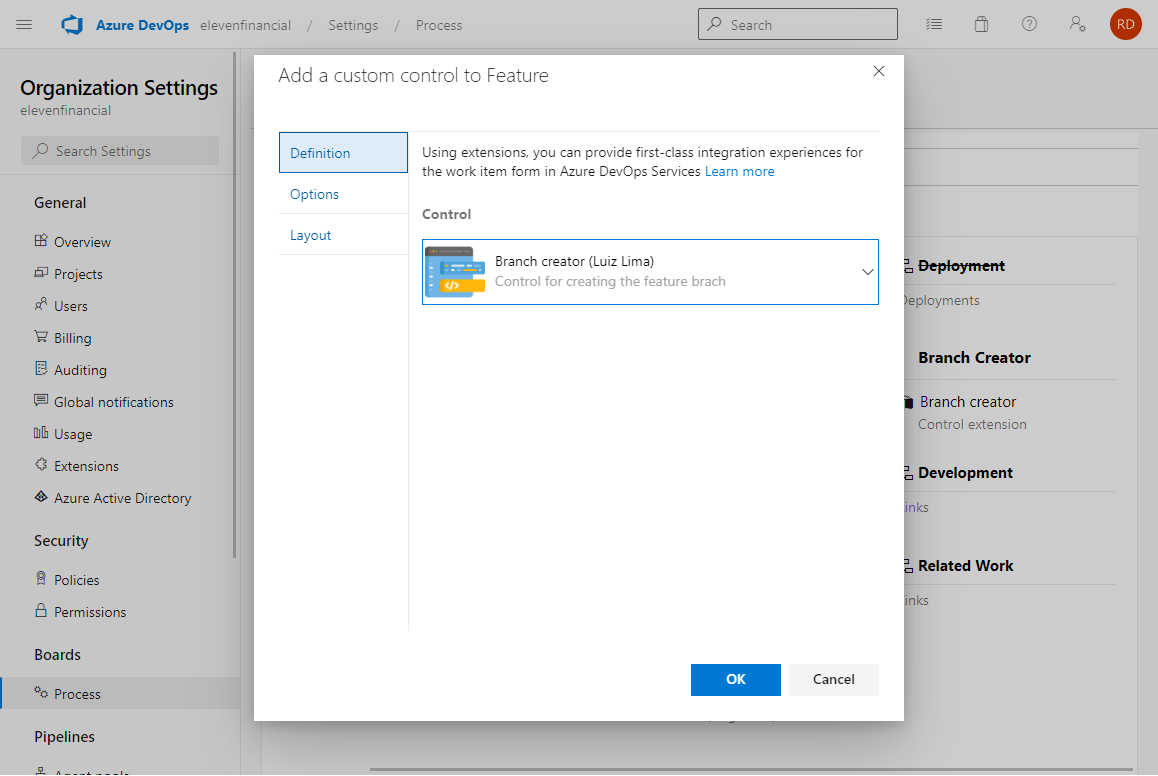 Azure DevOps elevenfinancial / Settings / Process
Search
RD
Organization Settings
elevenfinancial
Search Settings
General
Overview
Projects
Users
Billing
Auditing
Global notifications
Usage
Extensions
Azure Active Directory
Security
Policies
Permissions
Boards
Process
Pipelines
Agent pools
Add a custom control to Feature
Definition
Options
Layout
Using extensions, you can provide first-class integration experiences for
the work item form in Azure DevOps Services Learn more
Control
Branch creator (Luiz Lima)
Control for creating the feature brach
OK
Cancel
Deployment
Deployments
Branch Creator
Branch creator
Control extension
Development
Related Work